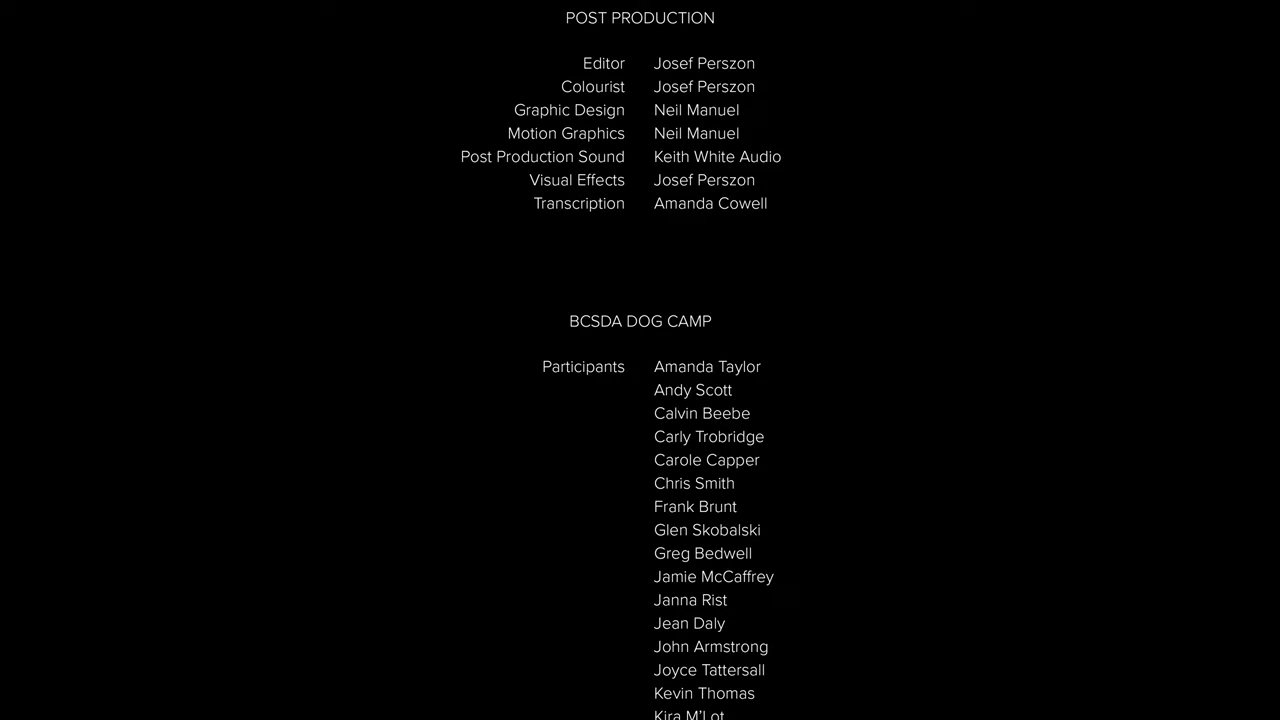 POST PRODUCTION
Editor Josef Perszon
Colourist Josef Perszon
Graphic Design Neil Manuel
Motion Graphics Neil Manuel
Post Production Sound Keith White Audio
Visual Effects Josef Perszon
Transcription Amanda Cowell
BCSDA DOG CAMP
Participants Amanda Taylor
Andy Scott
Calvin Beebe
Carly Trobridge
Carole Capper
Chris Smith
Frank Brunt
Glen Skobalski
Greg Bedwell
Jamie McCaffrey
Janna Rist
Jean Daly
John Armstrong
Joyce Tattersall
Kevin Thomas
Kira M'Lot